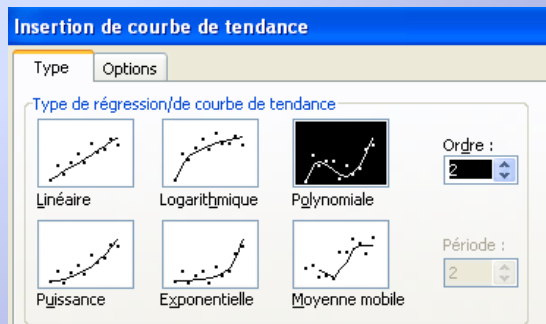 Insertion de courbe de tendance
Type
Options
Type de régression/de courbe de tendance
Linéaire
Logarithmique
Polynomiale
Ordre :
2
Puissance
Exponentielle
Moyenne mobile
Période :
2